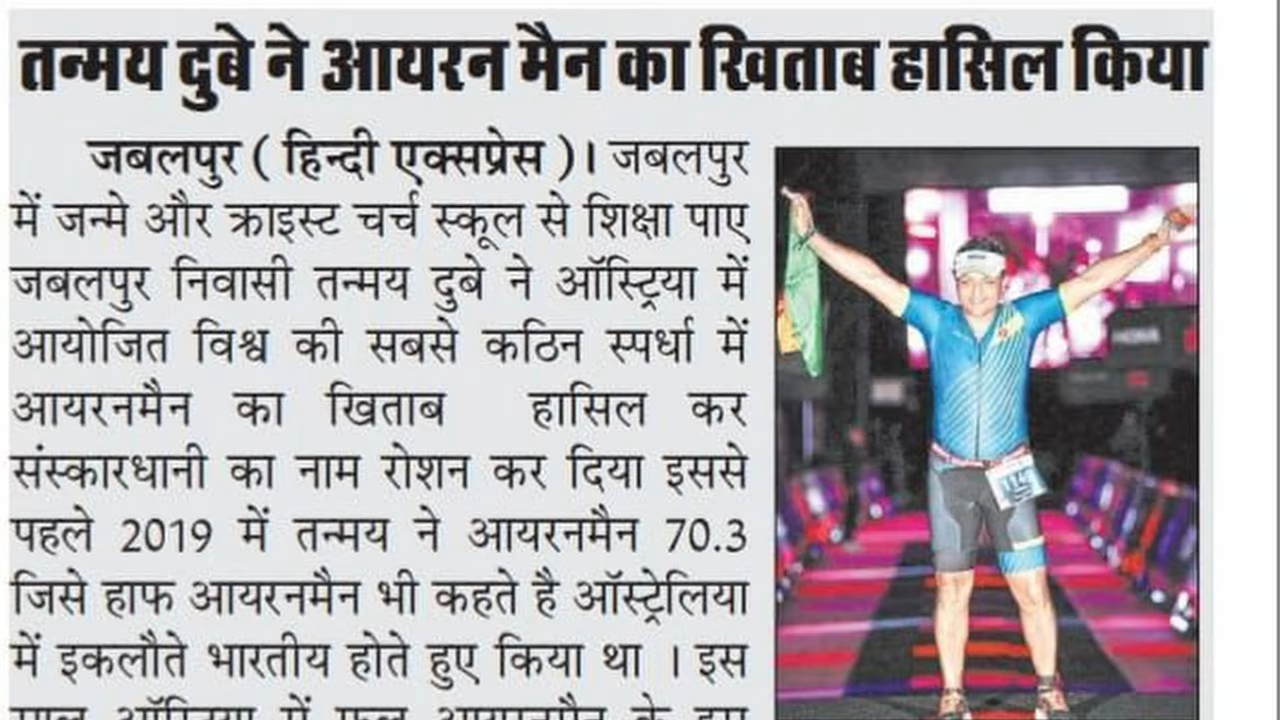 तन्मय दुबे ने आयरन मैन का खिताब हासिल किया
जबलपुर ( हिन्दी एक्सप्रेस )। जबलपुर
में जन्मे और क्राइस्ट चर्च स्कूल से शिक्षा पाए
जबलपुर निवासी तन्मय दुबे ने ऑस्ट्रिया में
आयोजित विश्व की सबसे कठिन स्पर्धा में
आयरनमैन का खिताब हासिल कर
संस्कारधानी का नाम रोशन कर दिया इससे
पहले 2019 में तन्मय ने आयरनमैन 70.3
जिसे हाफ आयरनमैन भी कहते है ऑस्ट्रेलिया
में इकलौते भारतीय होते हुए किया था । इस